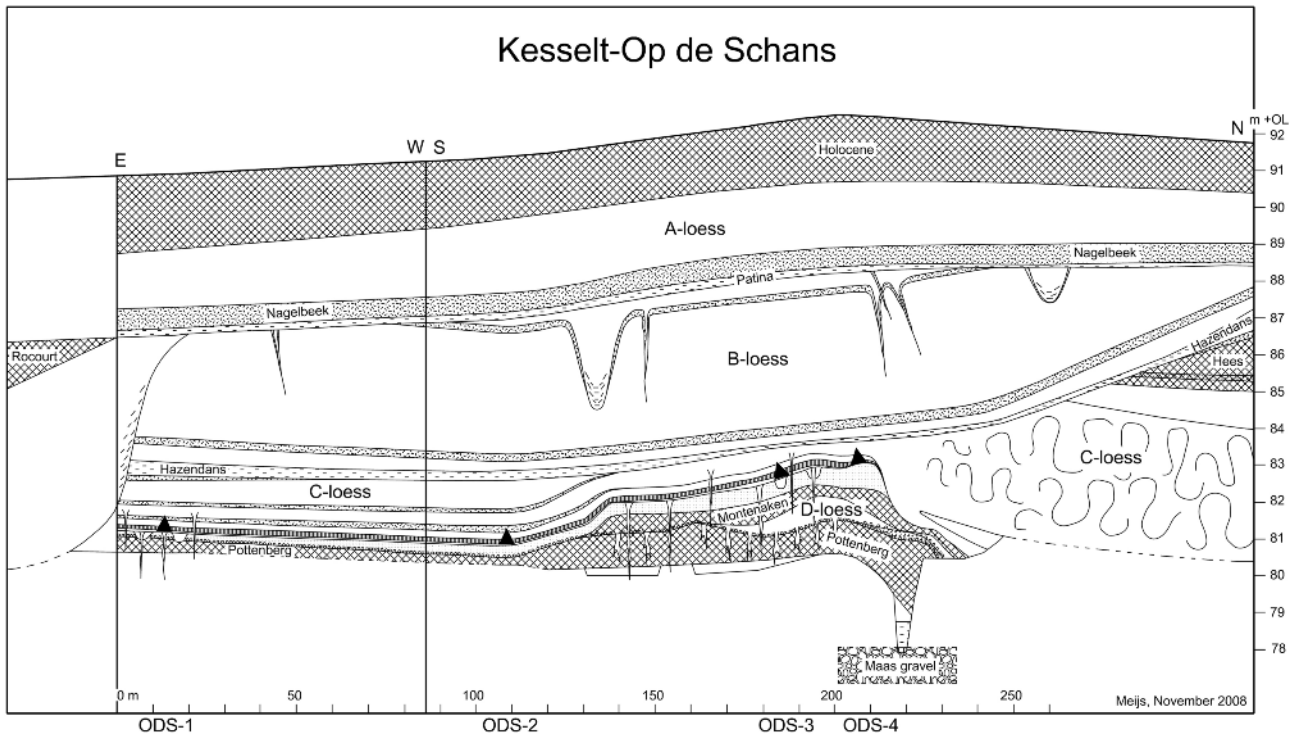 Kesselt-Op de Schans
E
W S
N
m +OL
92
Holocene
91
90
A-loess
89
Nagelbeek
88
Patina
Nagelbeek
87
Rocourt
B-loess
Hazendans
86
Hees
85
84
Hazendans
C-loess
83
C-loess
82
Montenaken
D-loess
Pottenberg
Pottenberg
81
80
79
78
Maas gravel
0 m
50
100
150
200
250
Meijs, November 2008
ODS-1
ODS-2
ODS-3
ODS-4